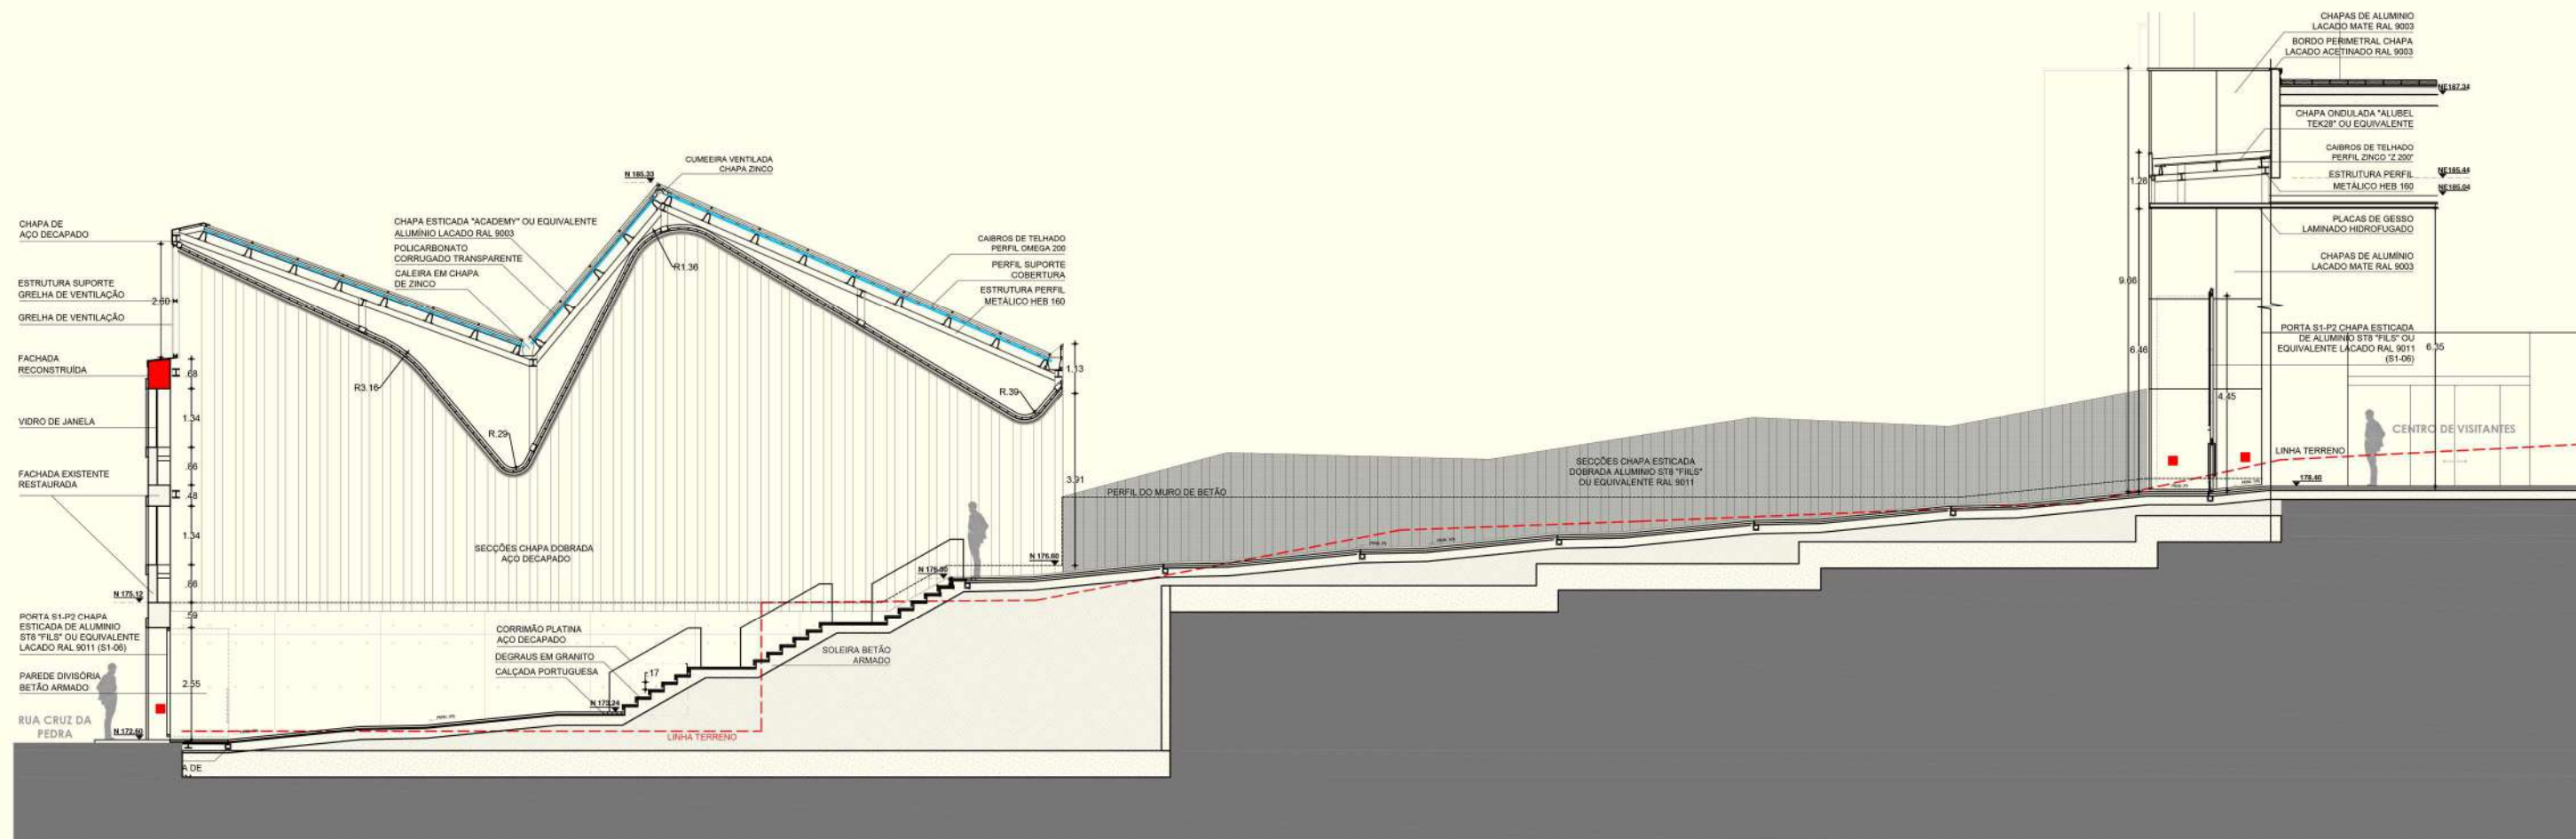 CHAPA DE
AÇO DECAPADO
ESTRUTURA SUPORTE
GRELHA DE VENTILAÇÃO
GRELHA DE VENTILAÇÃO
FACHADA
RECONSTRUÍDA
VIDRO DE JANELA
FACHADA EXISTENTE
RESTAURADA
N 175.12
PORTA S1-P2 CHAPA
ESTICADA DE ALUMINIO
ST8 "FILS" OU EQUIVALENTE
LACADO RAL 9011 (S1-06)
PAREDE DIVISÓRIA
BETÃO ARMADO
RUA CRUZ DA
PEDRA
N 172.60
A DE
2.60
.68
1.34
.86
.48
1.34
.86
.59
2.55
CHAPA ESTICADA "ACADEMY" OU EQUIVALENTE
ALUMÍNIO LACADO RAL 9003
POLICARBONATO
CORRUGADO TRANSPARENTE
CALEIRA EM CHAPA
DE ZINCO
N 185.33
CUMEEIRA VENTILADA
CHAPA ZINCO
R1.36
R3.16
R.29
R.39
CAIBROS DE TELHADO
PERFIL OMEGA 200
PERFIL SUPORTE
COBERTURA
ESTRUTURA PERFIL
METÁLICO HEB 160
1.13
3.91
SECÇÕES CHAPA DOBRADA
AÇO DECAPADO
CORRIMÃO PLATINA
AÇO DECAPADO
DEGRAUS EM GRANITO
CALÇADA PORTUGUESA
.17
N 173.24
LINHA TERRENO
SOLEIRA BETÃO
ARMADO
N 176.60
PERFIL DO MURO DE BETÃO
SECÇÕES CHAPA ESTICADA
DOBRADA ALUMINIO ST8 "FIILS"
OU EQUIVALENTE RAL 9011
CHAPAS DE ALUMINIO
LACADO MATE RAL 9003
BORDO PERIMETRAL CHAPA
LACADO ACETINADO RAL 9003
NE187.34
CHAPA ONDULADA "ALUBEL
TEK28" OU EQUIVALENTE
CAIBROS DE TELHADO
PERFIL ZINCO "Z 200"
ESTRUTURA PERFIL
METÁLICO HEB 160
NE185.44
NE185.04
PLACAS DE GESSO
LAMINADO HIDROFUGADO
CHAPAS DE ALUMÍNIO
LACADO MATE RAL 9003
1.28
9.66
6.46
4.45
6.35
PORTA S1-P2 CHAPA ESTICADA
DE ALUMINIO ST8 "FILS" OU
EQUIVALENTE LACADO RAL 9011
(S1-06)
CENTRO DE VISITANTES
LINHA TERRENO
178.60